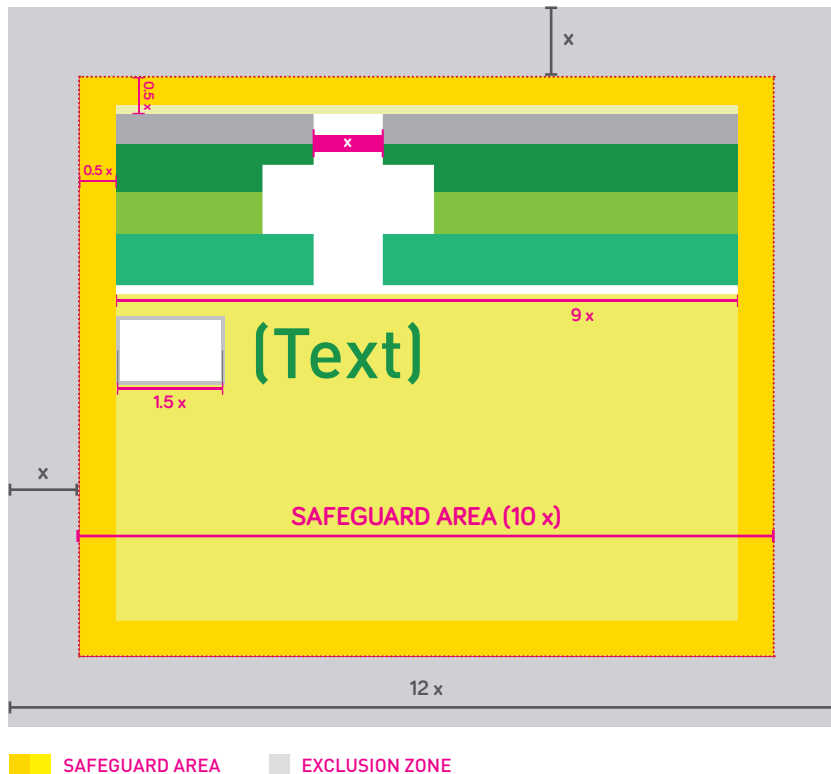 x
0.5 x
x
0.5 x
9 x
(Text)
1.5 x
x
SAFEGUARD AREA (10 x)
12 x
SAFEGUARD AREA
EXCLUSION ZONE